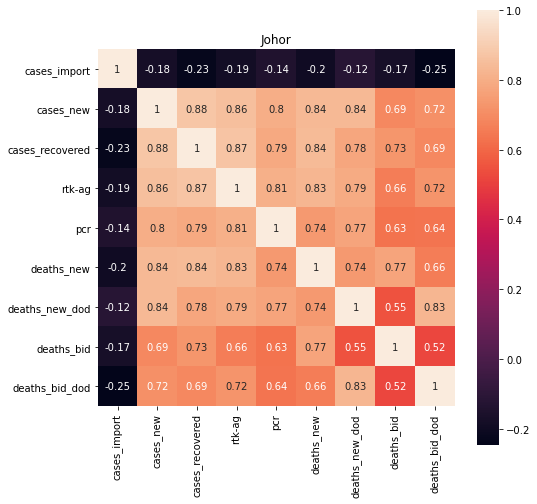 Johor
cases_import 1 -0.18 -0.23 -0.19 -0.14 -0.2 -0.12 -0.17 -0.25
cases_new -0.18 1 0.88 0.86 0.8 0.84 0.84 0.69 0.72
cases_recovered -0.23 0.88 1 0.87 0.79 0.84 0.78 0.73 0.69
rtk-ag -0.19 0.86 0.87 1 0.81 0.83 0.79 0.66 0.72
pcr -0.14 0.8 0.79 0.81 1 0.74 0.77 0.63 0.64
deaths_new -0.2 0.84 0.84 0.83 0.74 1 0.74 0.77 0.66
deaths_new_dod -0.12 0.84 0.78 0.79 0.77 0.74 1 0.55 0.83
deaths_bid -0.17 0.69 0.73 0.66 0.63 0.77 0.55 1 0.52
deaths_bid_dod -0.25 0.72 0.69 0.72 0.64 0.66 0.83 0.52 1
cases_import
cases_new
cases_recovered
rtk-ag
pcr
deaths_new
deaths_new_dod
deaths_bid
deaths_bid_dod
1.0
0.8
0.6
0.4
0.2
0.0
−0.2